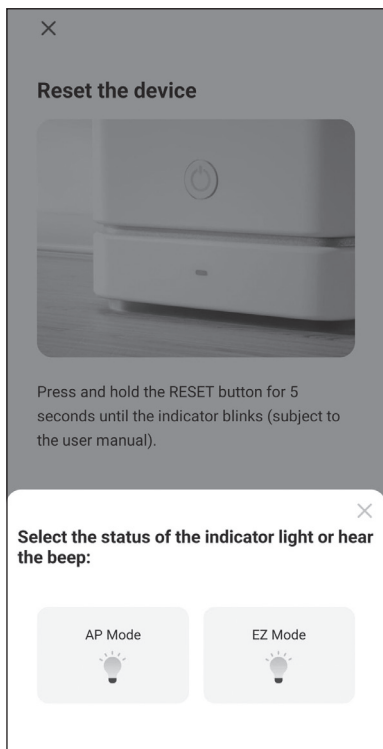 Reset the device
Press and hold the RESET button for 5
seconds until the indicator blinks (subject to
the user manual).
Select the status of the indicator light or hear
the beep:
AP Mode
EZ Mode